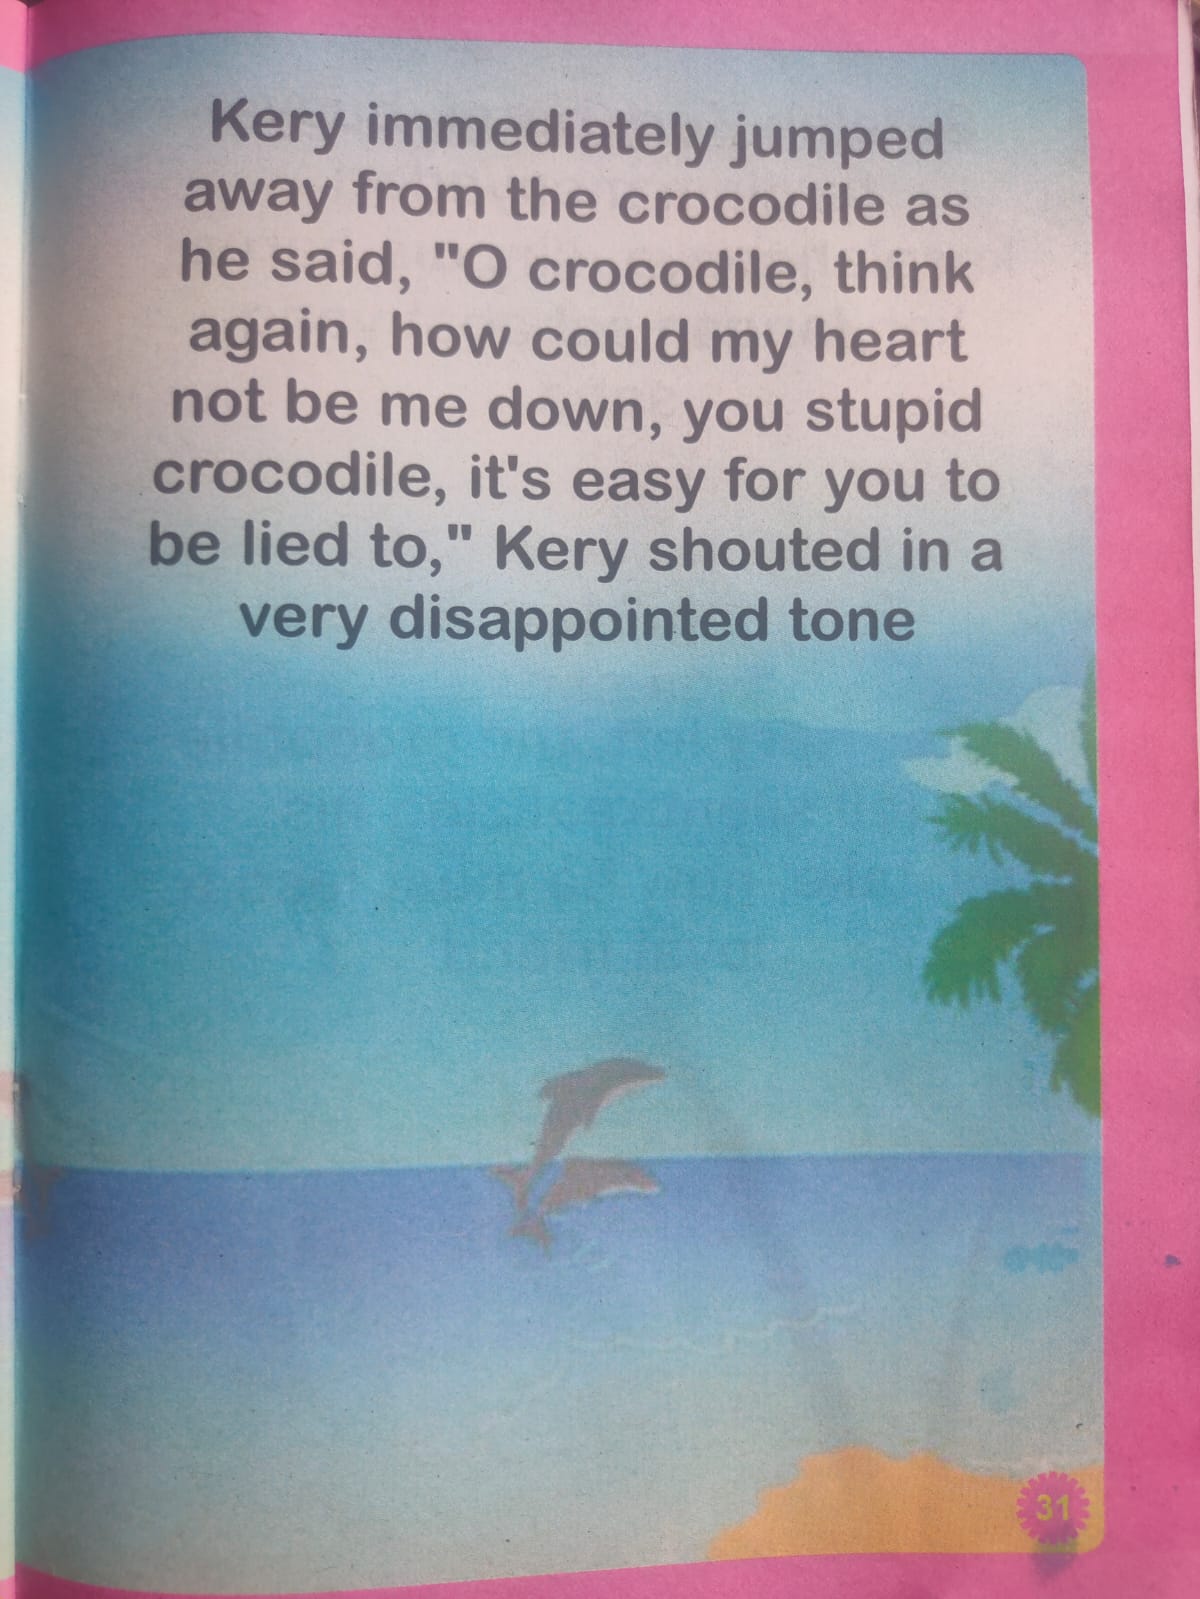 Kery immediately jumped
away from the crocodile as
he said, "O crocodile, think
again, how could my heart
not be me down, you stupid
crocodile, it's easy for you to
be lied to," Kery shouted in a
very disappointed tone
31